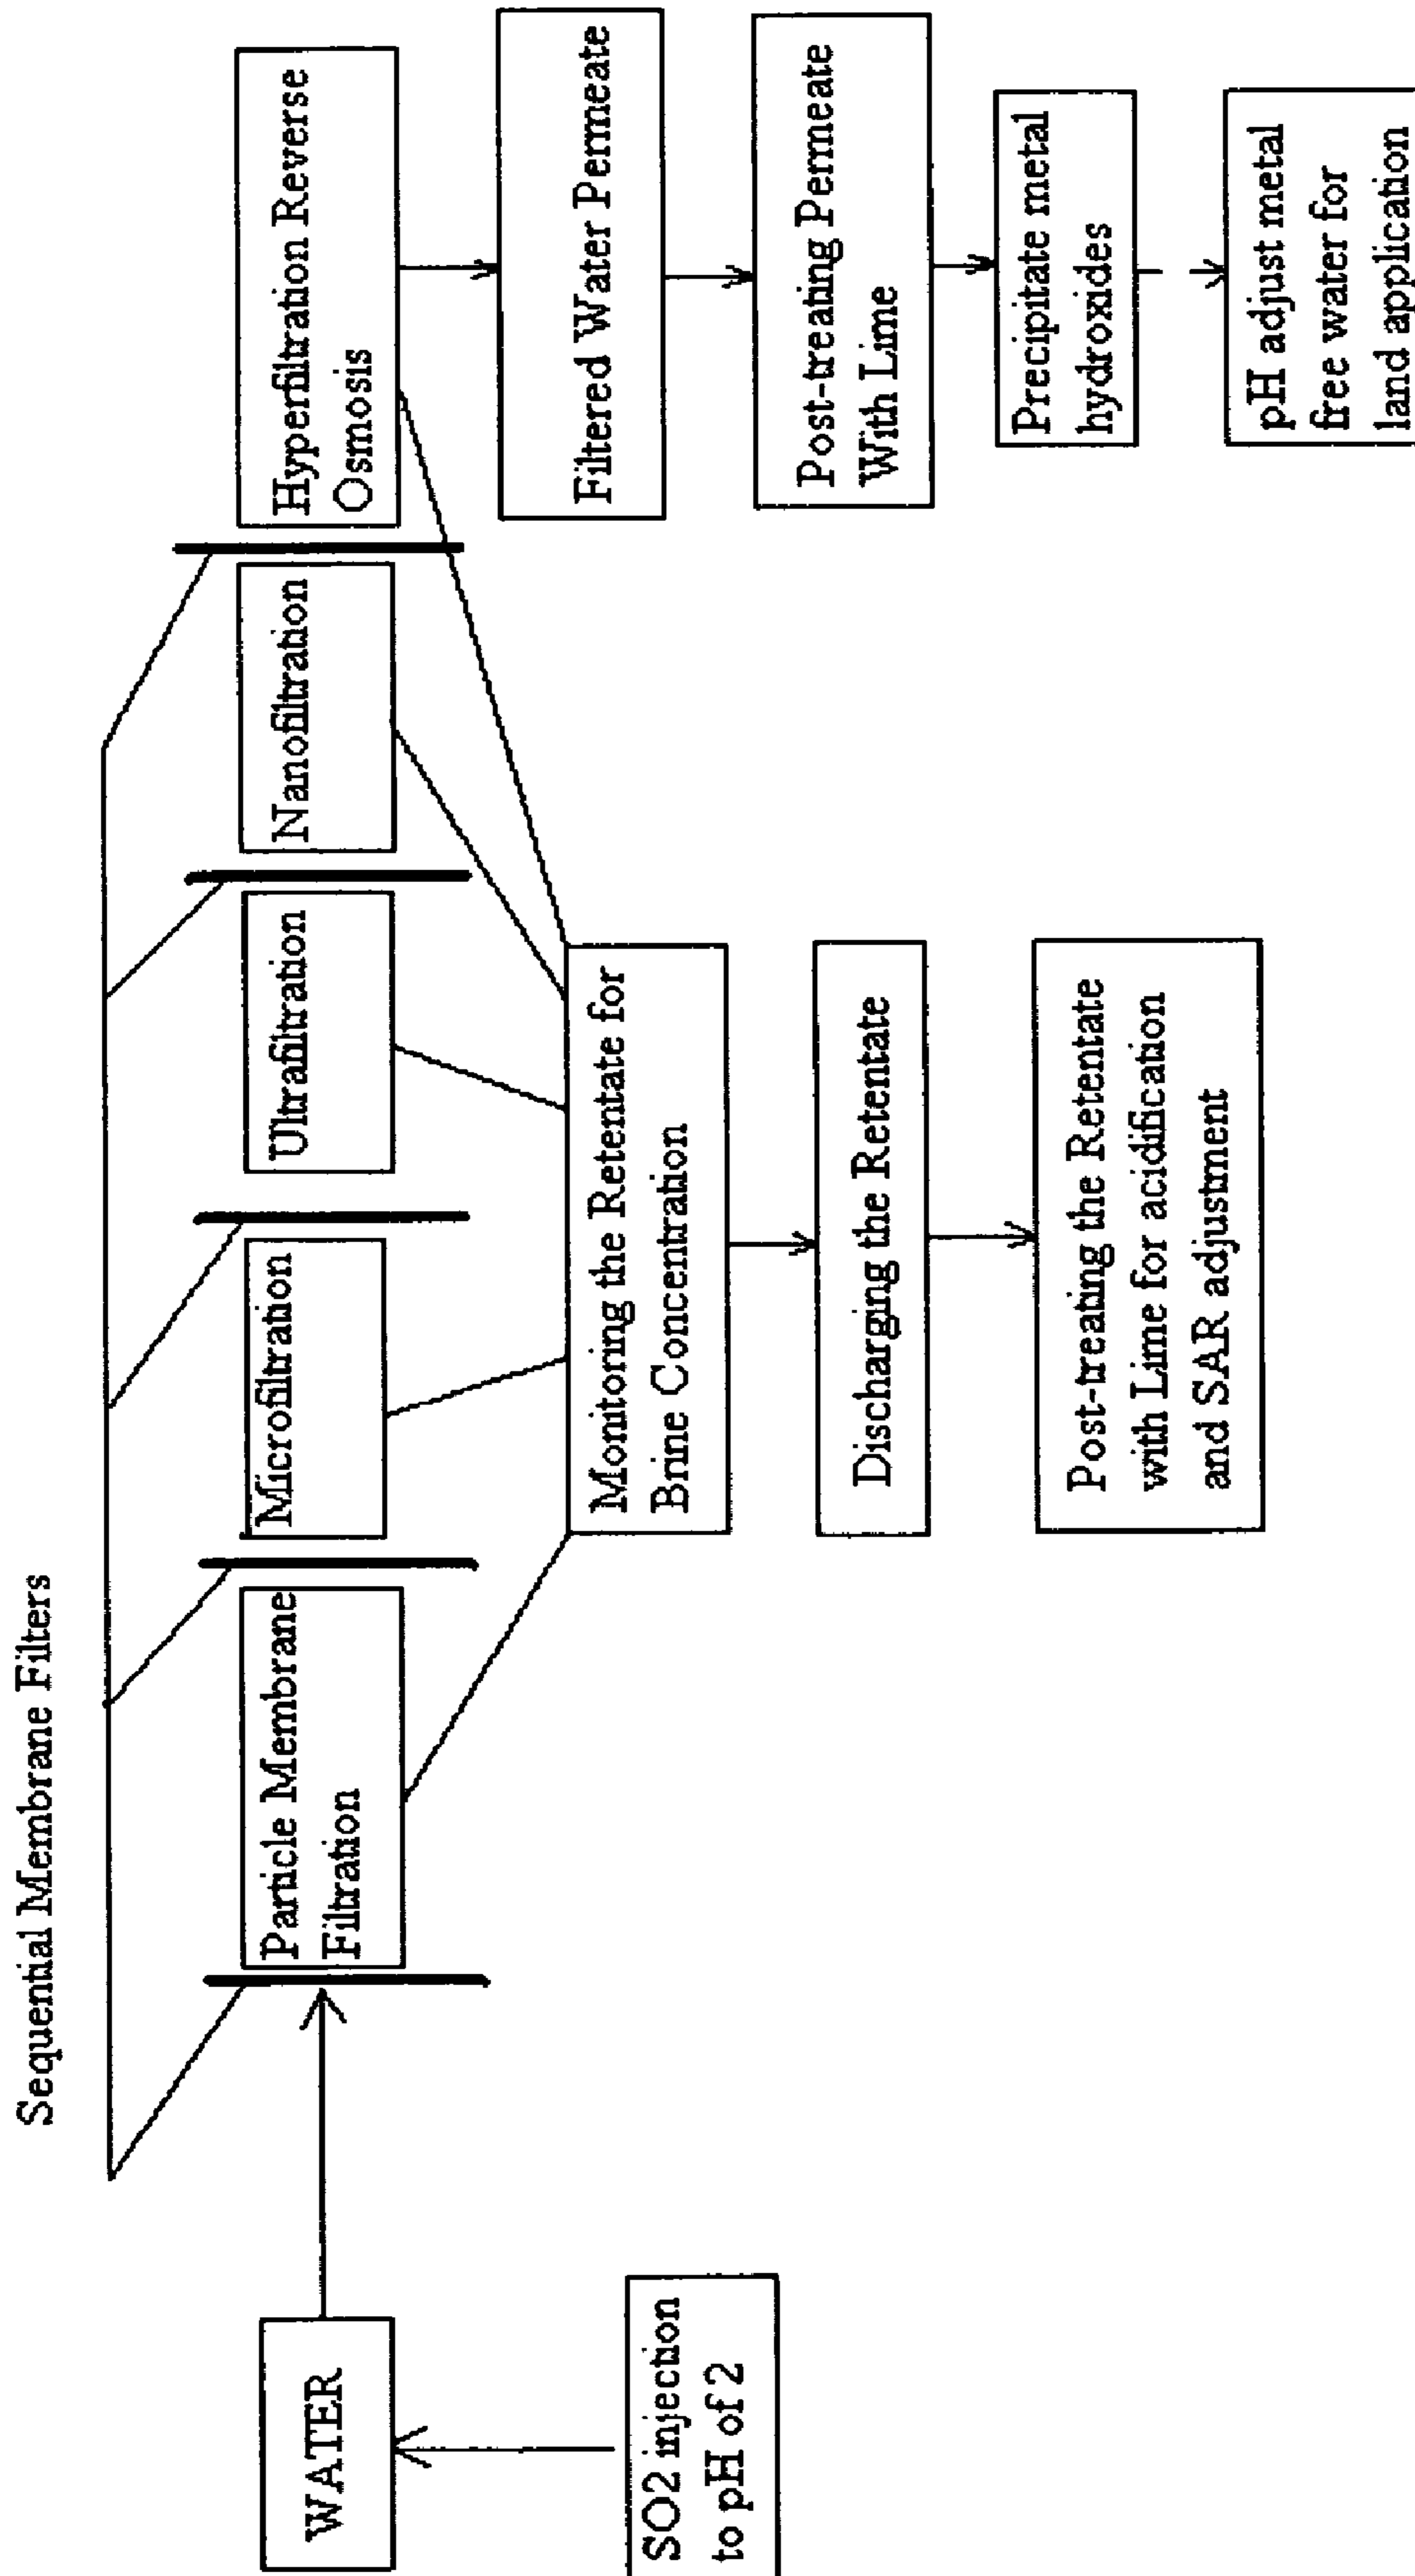 Sequential Membrane Filters
WATER
SO2 injection
to pH of 2
Particle Membrane
Filtration
Microfiltration
Ultrafiltration
Nanofiltration
Hyperfiltration Reverse
Osmosis
Monitoring the Retentate for
Brine Concentration
Discharging the Retentate
Post-treating the Retentate
with Lime for acidification
and SAR adjustment
Filtered Water Permeate
Post-treating Permeate
With Lime
Precipitate metal
hydroxides
pH adjust metal
free water for
land application